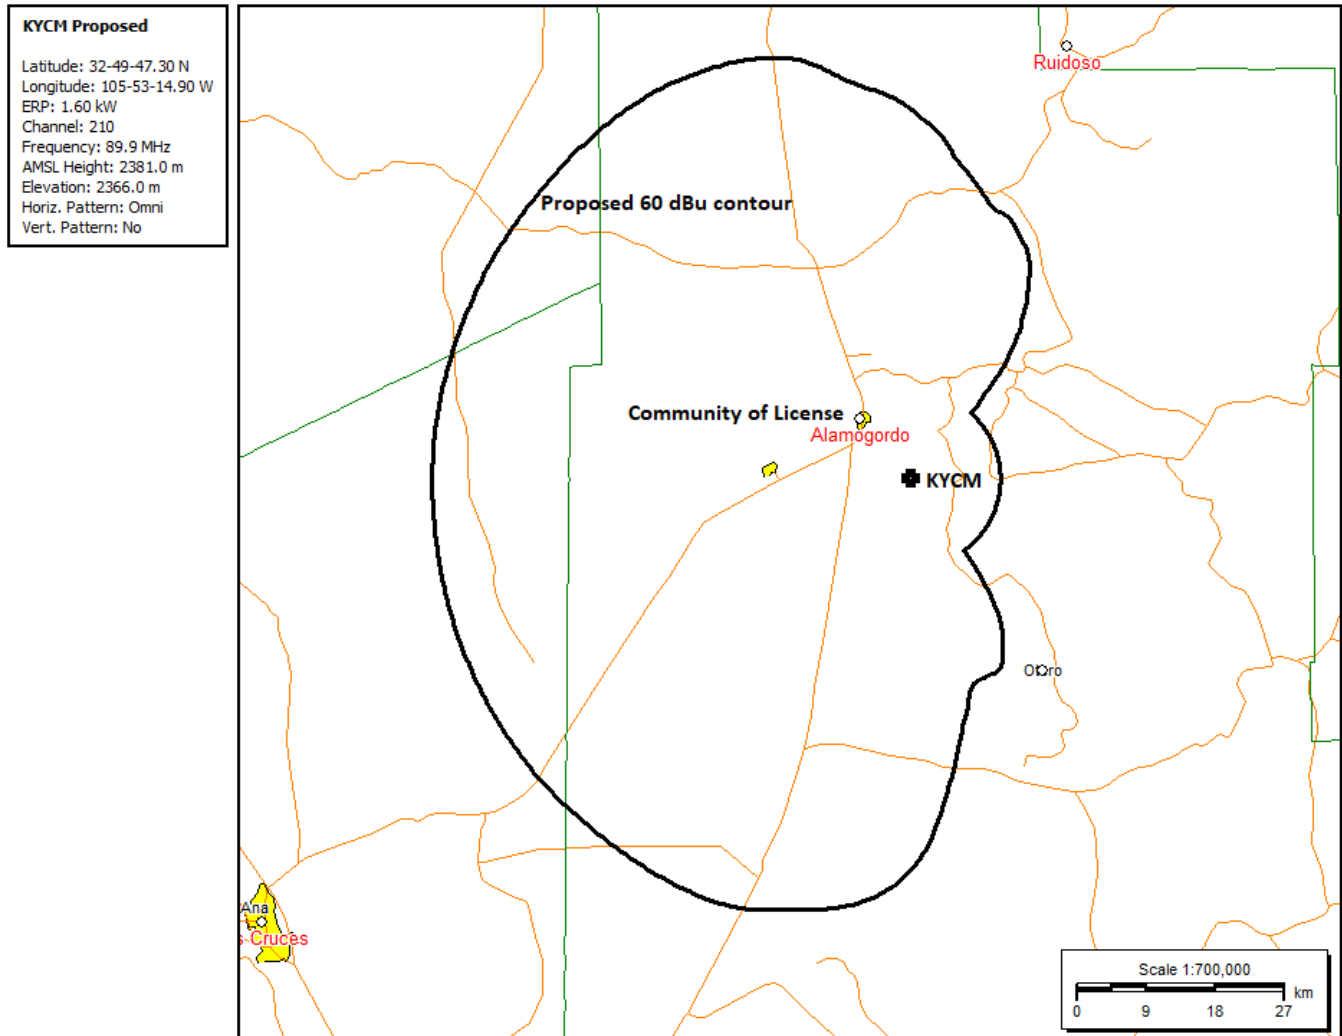 KYCM Proposed
Latitude: 32-49-47.30 N
Longitude: 105-53-14.90 W
ERP: 1.60 kW
Channel: 210
Frequency: 89.9 MHz
AMSL Height: 2381.0 m
Elevation: 2366.0 m
Horiz. Pattern: Omni
Vert. Pattern: No
Ruidoso
Proposed 60 dBu contour
Community of License
Alamogordo
KYCM
Ana
s Cruces
Scale 1:700,000
km
0 9 18 27